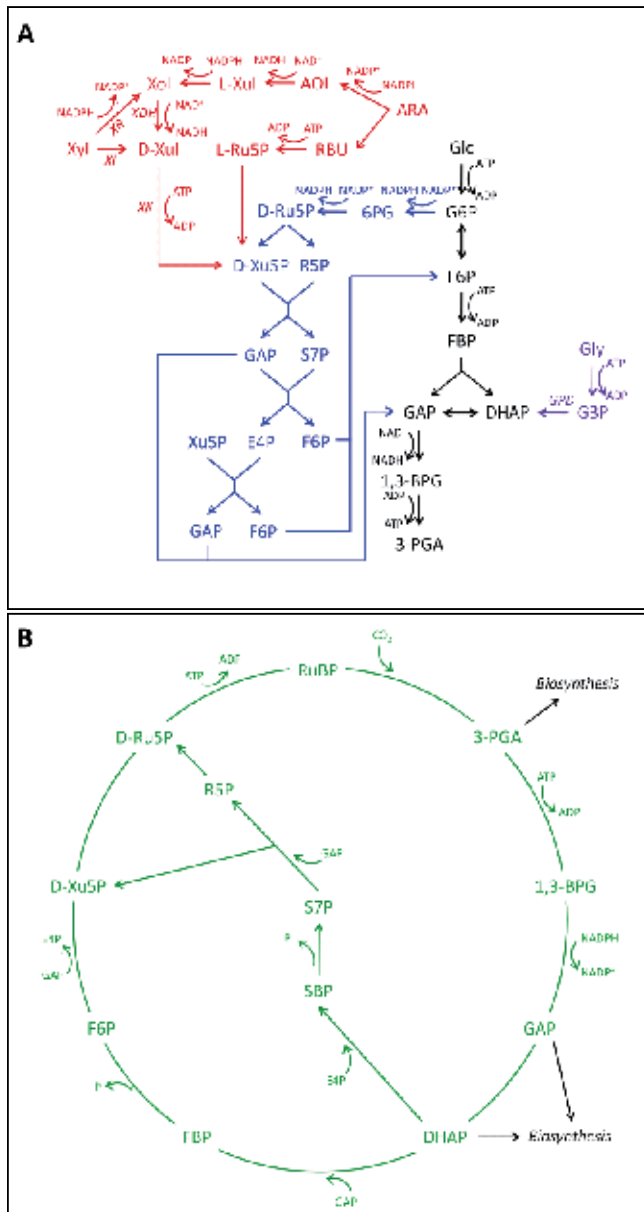 A
NADP NADPH NADH NAD⁺ NADP⁺
NADPH NADP⁺ Xol L-Xul AOl NADPH
XDH NAD⁺ NADH ARA
Xyl XI D-Xul L-Ru5P ADP ATP RBU
Glc
ATP
ADP
XK ATP ADP
NADPH NADP⁺ NADPH NADP⁺
D-Ru5P 6PG G6P
D-Xu5P R5P F6P
ATP
ADP
FBP
GAP S7P
Gly
ATP
ADP
GAP DHAP GPD G3P
Xu5P E4P F6P
NAD
NADH
1,3-BPG
ADP
ATP
GAP F6P
3 PGA
B
CO₂
ATP ADP RuBP
Biosynthesis
D-Ru5P 3-PGA
R5P
ATP
ADP
GAP
D-Xu5P 1,3-BPG
S7P
E4P
GAP
P
NADPH
NADP⁺
SBP
F6P GAP
E4P
P
FBP DHAP Biosynthesis
GAP